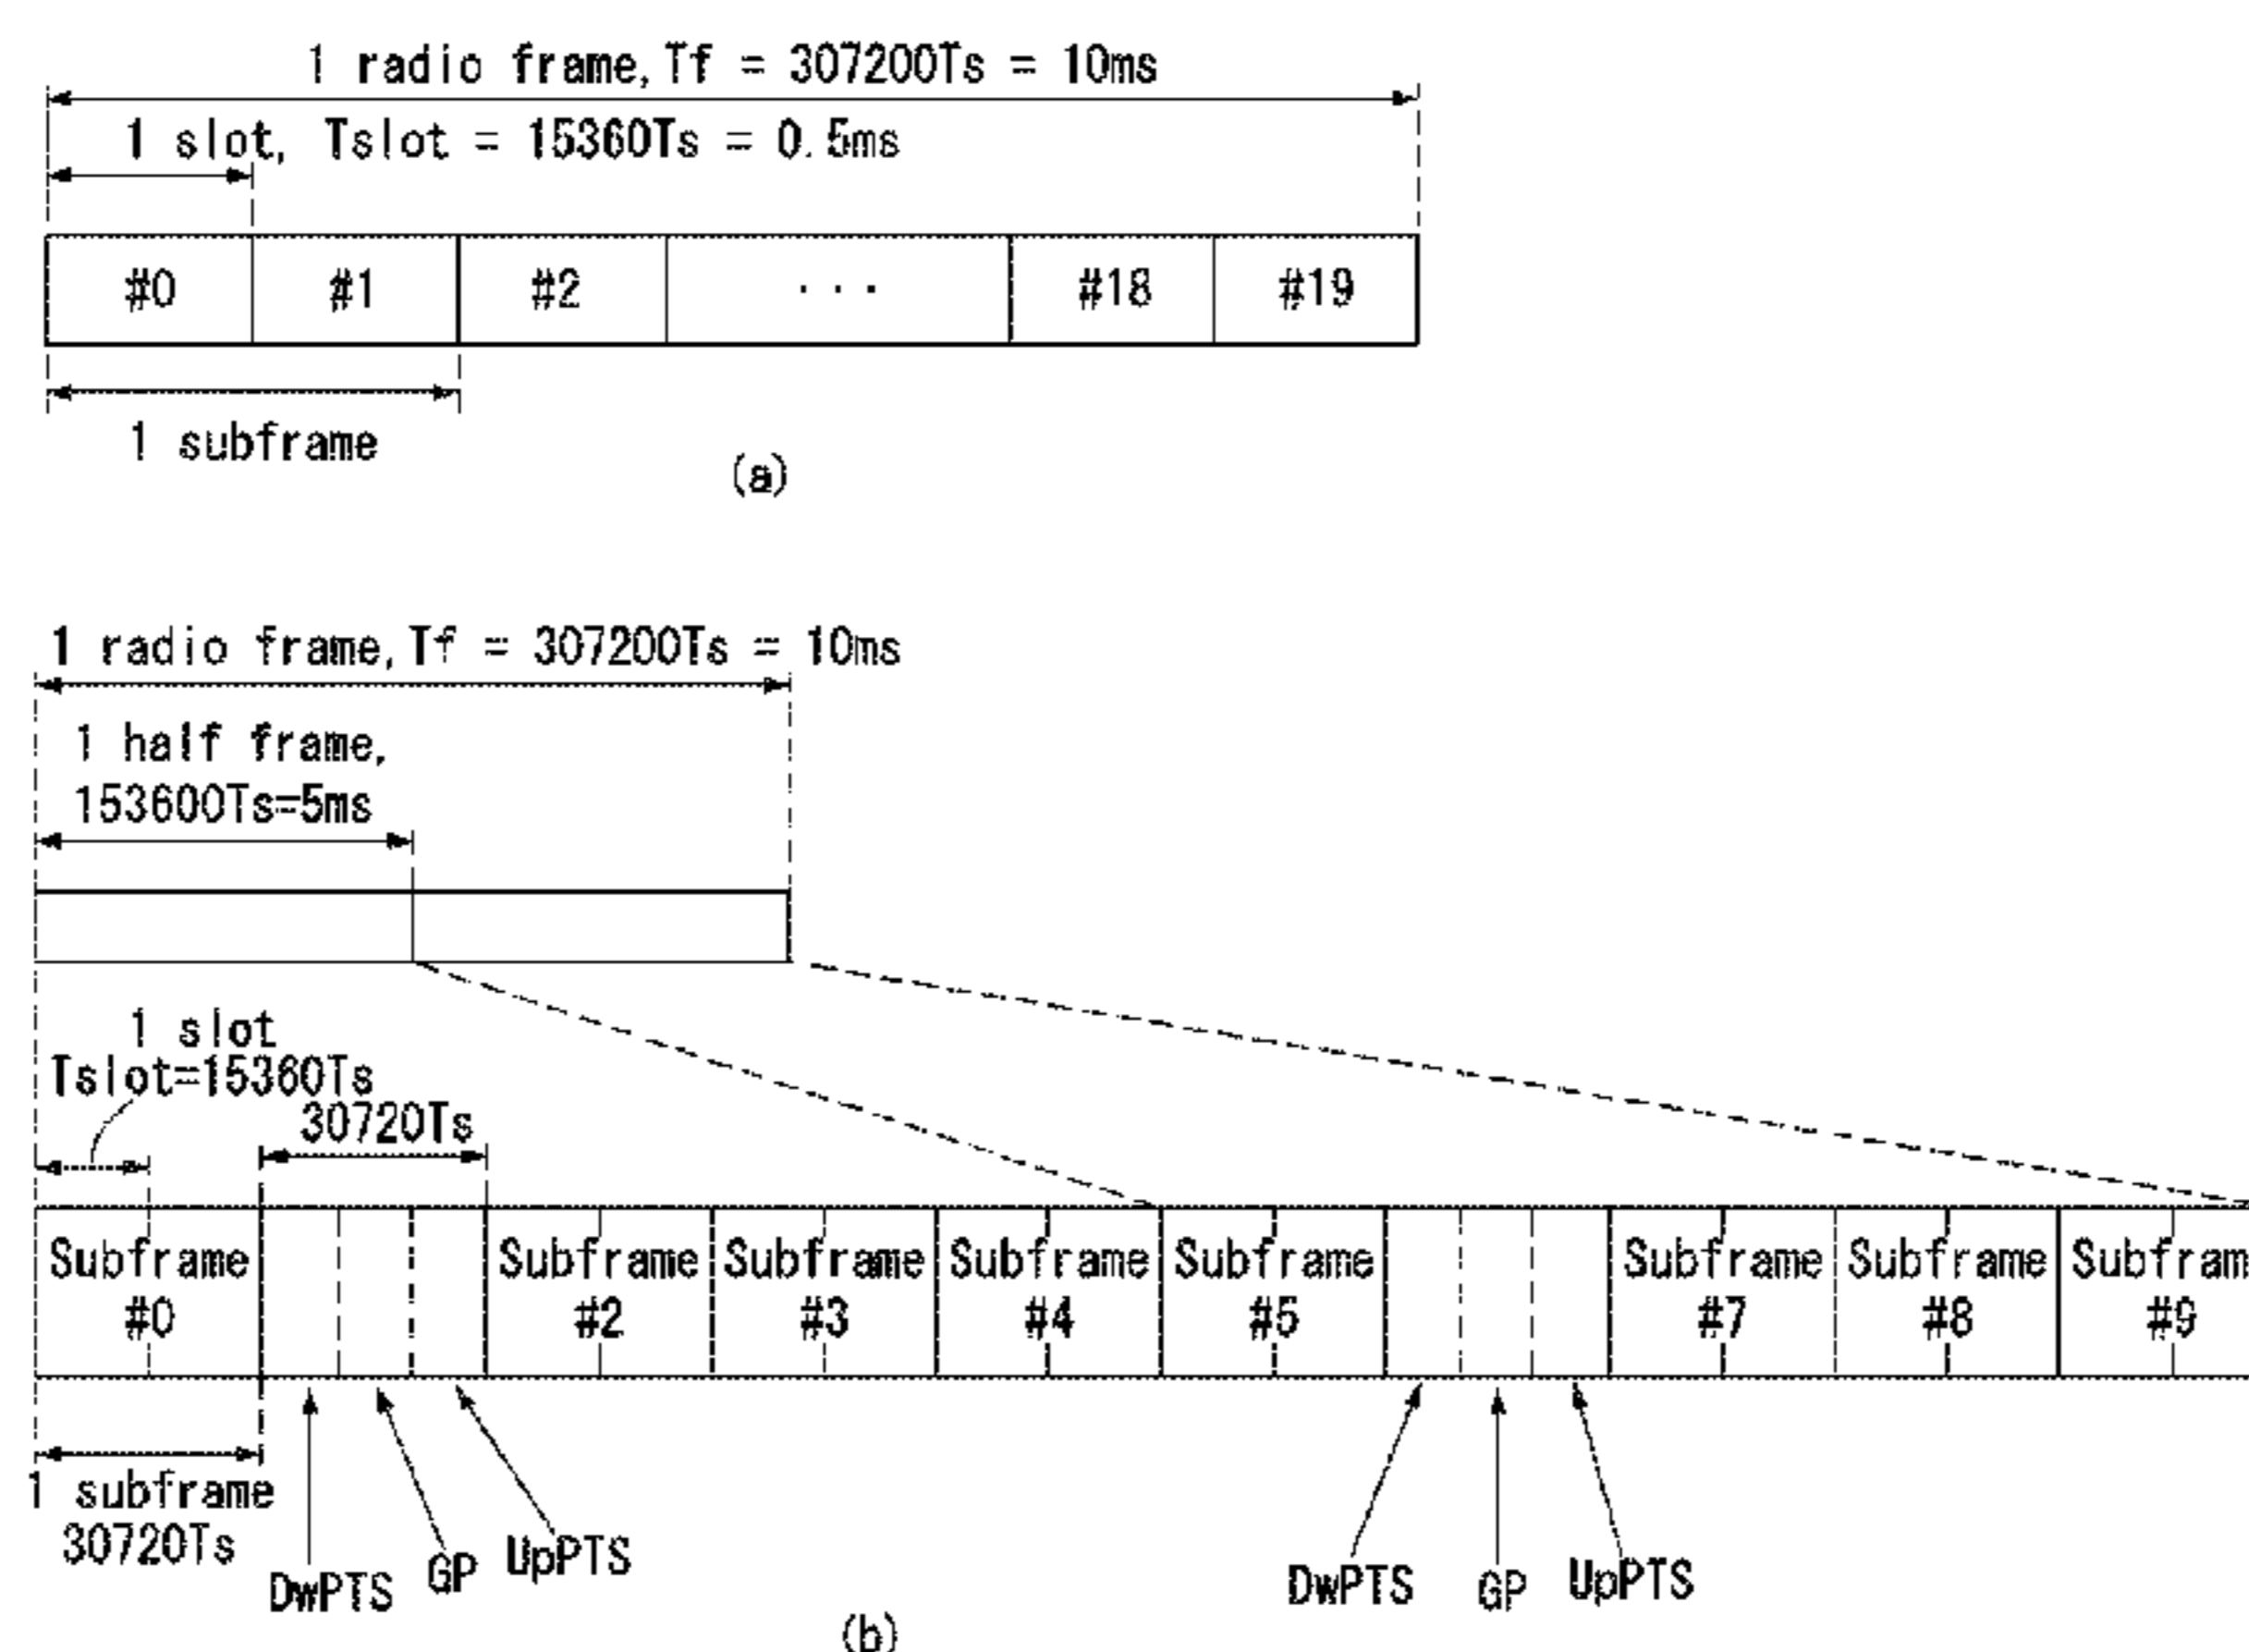 1 radio frame, Tf = 307200Ts = 10ms
1 slot, Tslot = 15360Ts = 0.5ms
#0 #1 #2 ··· #18 #19
1 subframe
(a)
1 radio frame, Tf = 307200Ts = 10ms
1 half frame,
153600Ts=5ms
1 slot
Tslot=15360Ts
30720Ts
Subframe Subframe Subframe Subframe Subframe Subframe Subframe Subfram
#0 #2 #3 #4 #5 #7 #8 #9
1 subframe
30720Ts
DwPTS GP UpPTS DwPTS GP UpPTS
(b)